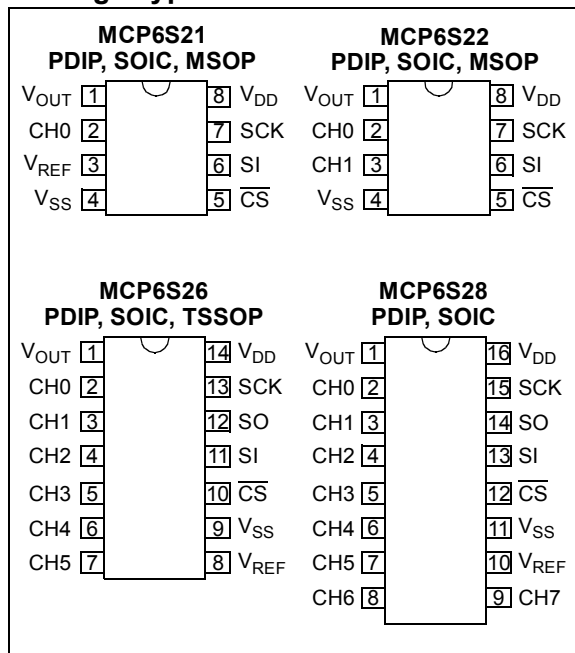 MCP6S21
PDIP, SOIC, MSOP
VOUT 1 8 VDD
CH0 2 7 SCK
VREF 3 6 SI
VSS 4 5 CS
MCP6S22
PDIP, SOIC, MSOP
VOUT 1 8 VDD
CH0 2 7 SCK
CH1 3 6 SI
VSS 4 5 CS
MCP6S26
PDIP, SOIC, TSSOP
VOUT 1 14 VDD
CH0 2 13 SCK
CH1 3 12 SO
CH2 4 11 SI
CH3 5 10 CS
CH4 6 9 VSS
CH5 7 8 VREF
MCP6S28
PDIP, SOIC
VOUT 1 16 VDD
CH0 2 15 SCK
CH1 3 14 SO
CH2 4 13 SI
CH3 5 12 CS
CH4 6 11 VSS
CH5 7 10 VREF
CH6 8 9 CH7